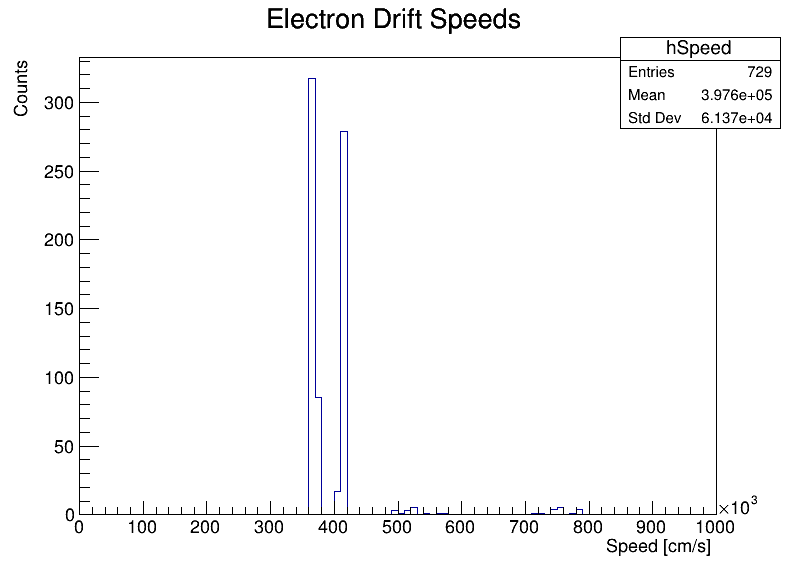 Electron Drift Speeds
hSpeed
Entries 729
Mean 3.976e+05
Std Dev 6.137e+04
Counts
300
250
200
150
100
50
0
0 100 200 300 400 500 600 700 800 900 1000
×10³
Speed [cm/s]